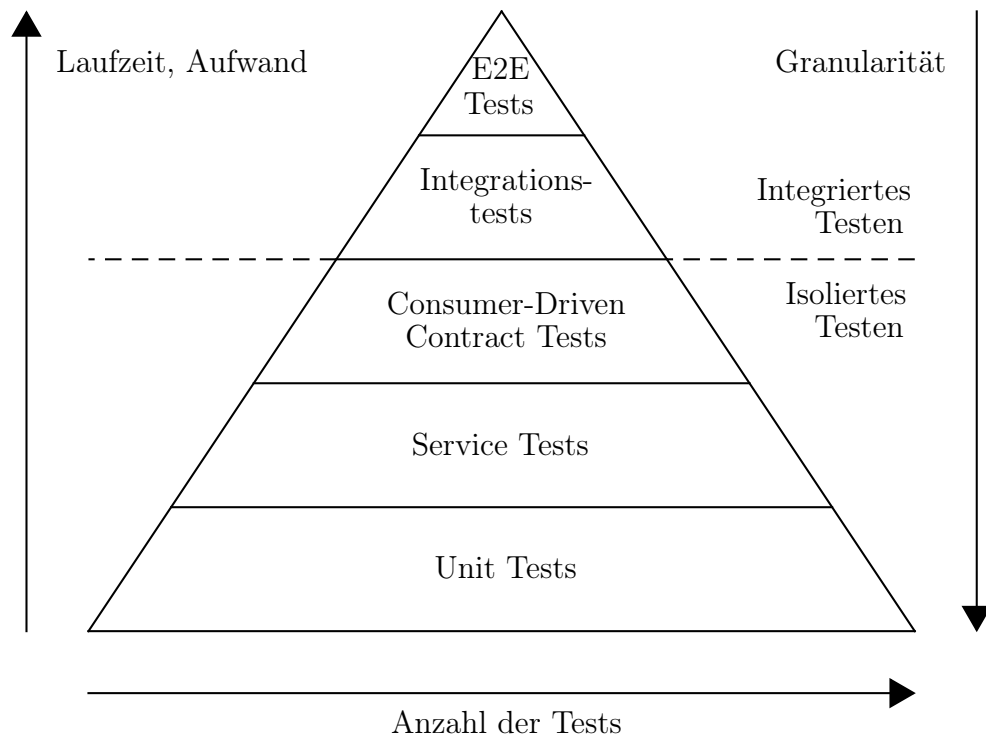 Laufzeit, Aufwand
Granularität
E2E
Tests
Integrations-
tests
Integriertes
Testen
Consumer-Driven
Contract Tests
Isoliertes
Testen
Service Tests
Unit Tests
Anzahl der Tests